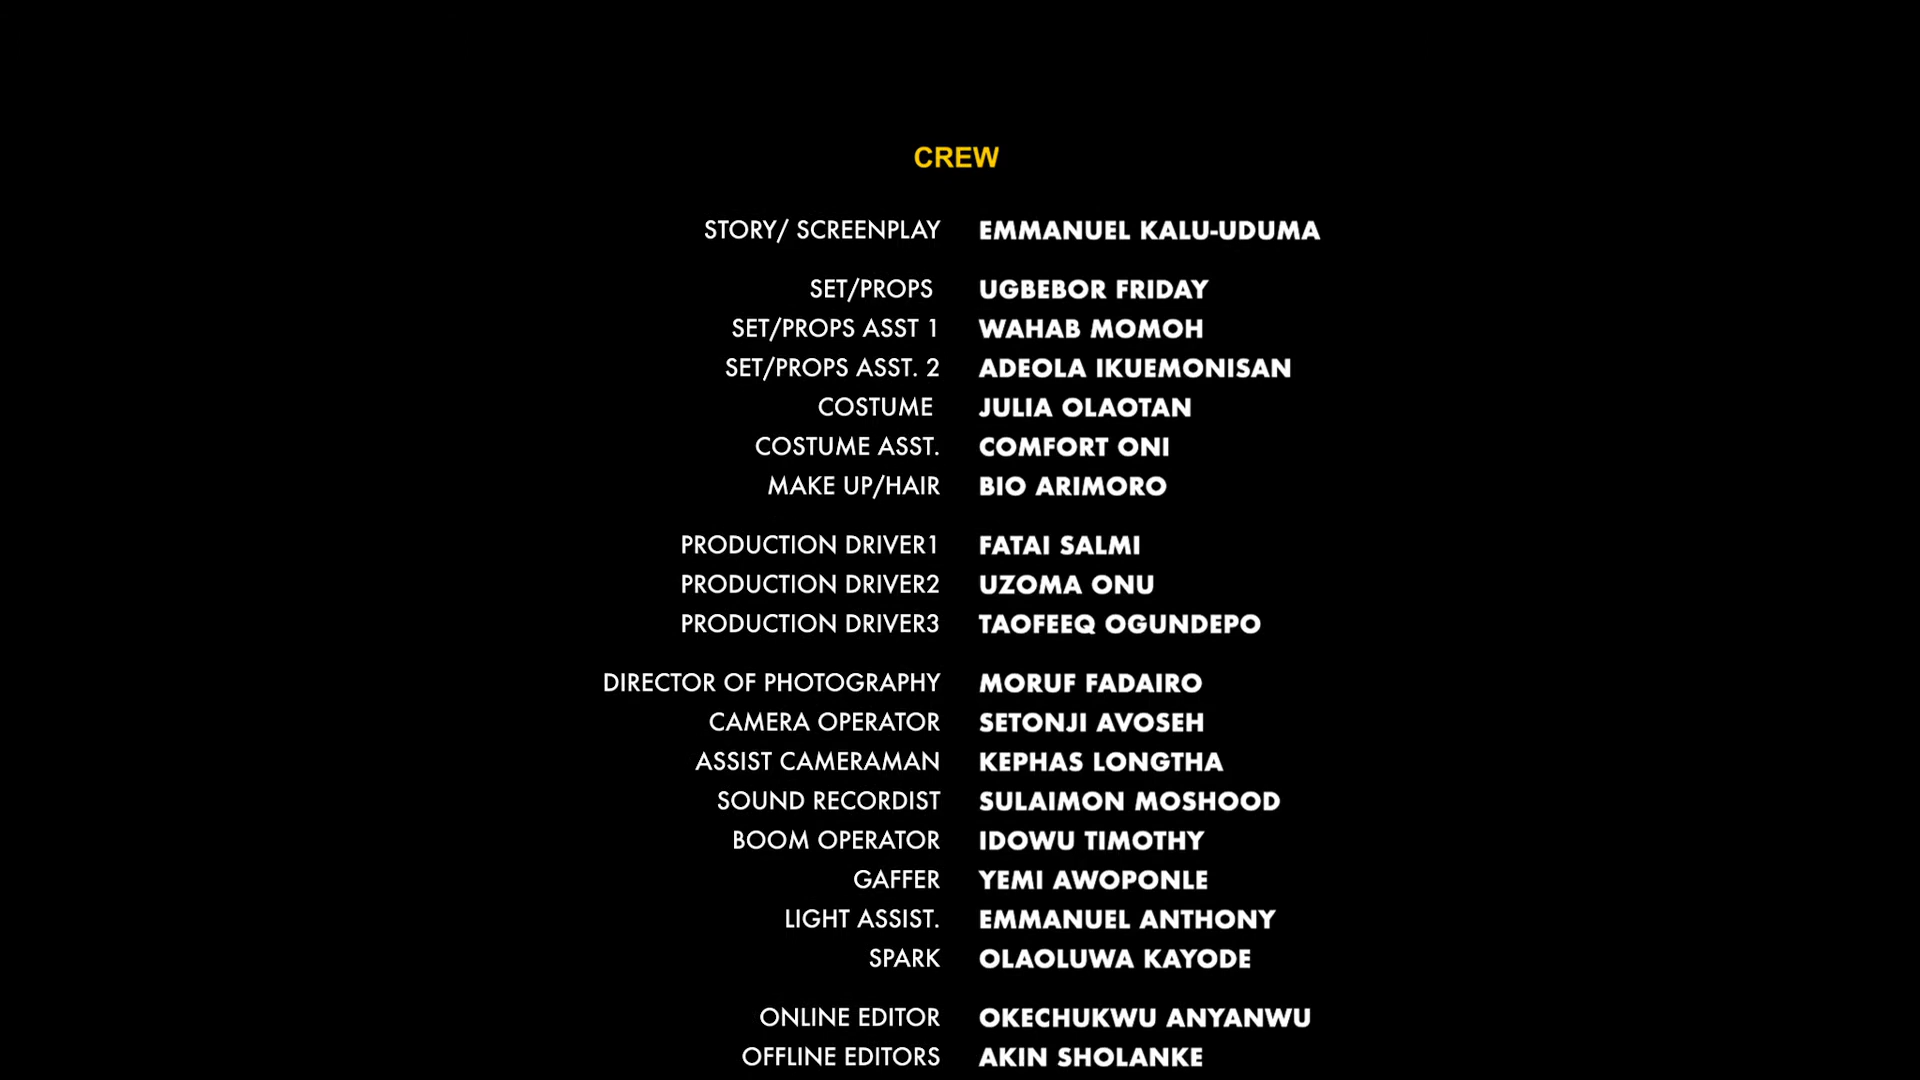 CREW
STORY/ SCREENPLAY EMMANUEL KALU-UDUMA
SET/PROPS UGBEBOR FRIDAY
SET/PROPS ASST 1 WAHAB MOMOH
SET/PROPS ASST. 2 ADEOLA IKUEMONISAN
COSTUME JULIA OLAOTAN
COSTUME ASST. COMFORT ONI
MAKE UP/HAIR BIO ARIMORO
PRODUCTION DRIVER1 FATAI SALMI
PRODUCTION DRIVER2 UZOMA ONU
PRODUCTION DRIVER3 TAOFEEQ OGUNDEPO
DIRECTOR OF PHOTOGRAPHY MORUF FADAIRO
CAMERA OPERATOR SETONJI AVOSEH
ASSIST CAMERAMAN KEPHAS LONGTHA
SOUND RECORDIST SULAIMON MOSHOOD
BOOM OPERATOR IDOWU TIMOTHY
GAFFER YEMI AWOPONLE
LIGHT ASSIST. EMMANUEL ANTHONY
SPARK OLAOLUWA KAYODE
ONLINE EDITOR OKECHUKWU ANYANWU
OFFLINE EDITORS AKIN SHOLANKE